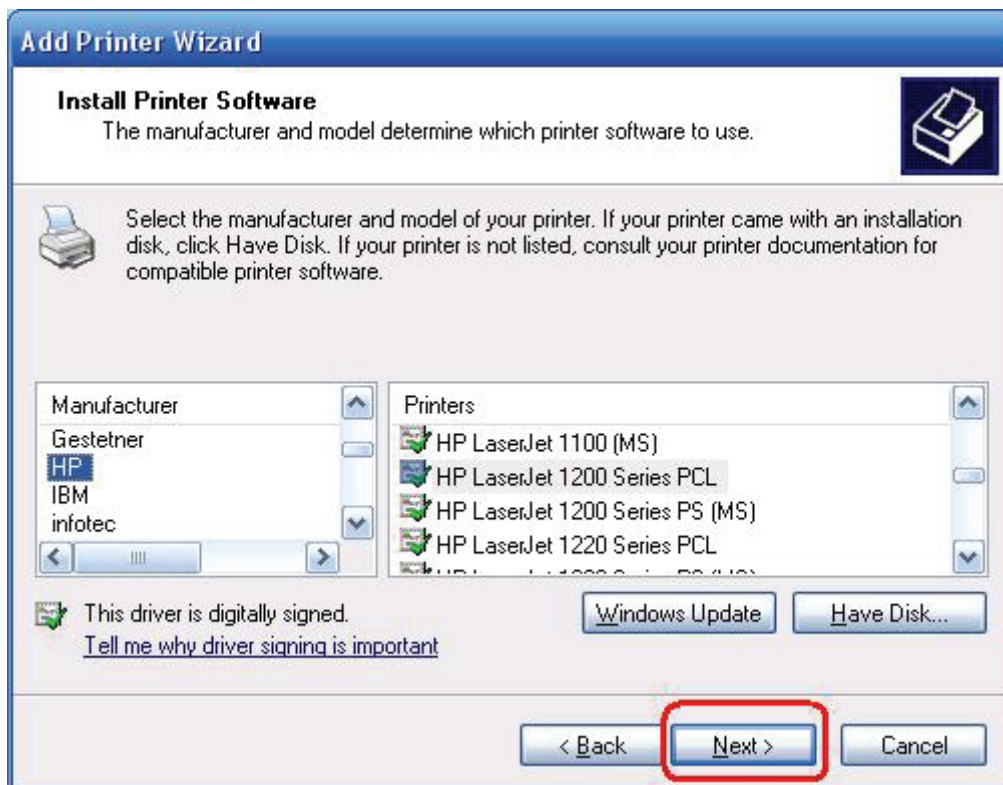 Add Printer Wizard
Install Printer Software
The manufacturer and model determine which printer software to use.
Select the manufacturer and model of your printer. If your printer came with an installation
disk, click Have Disk. If your printer is not listed, consult your printer documentation for
compatible printer software.
Manufacturer
Gestetner
HP
IBM
infotec
Printers
HP LaserJet 1100 (MS)
HP LaserJet 1200 Series PCL
HP LaserJet 1200 Series PS (MS)
HP LaserJet 1220 Series PCL
This driver is digitally signed.
Tell me why driver signing is important
Windows Update
Have Disk...
< Back
Next >
Cancel